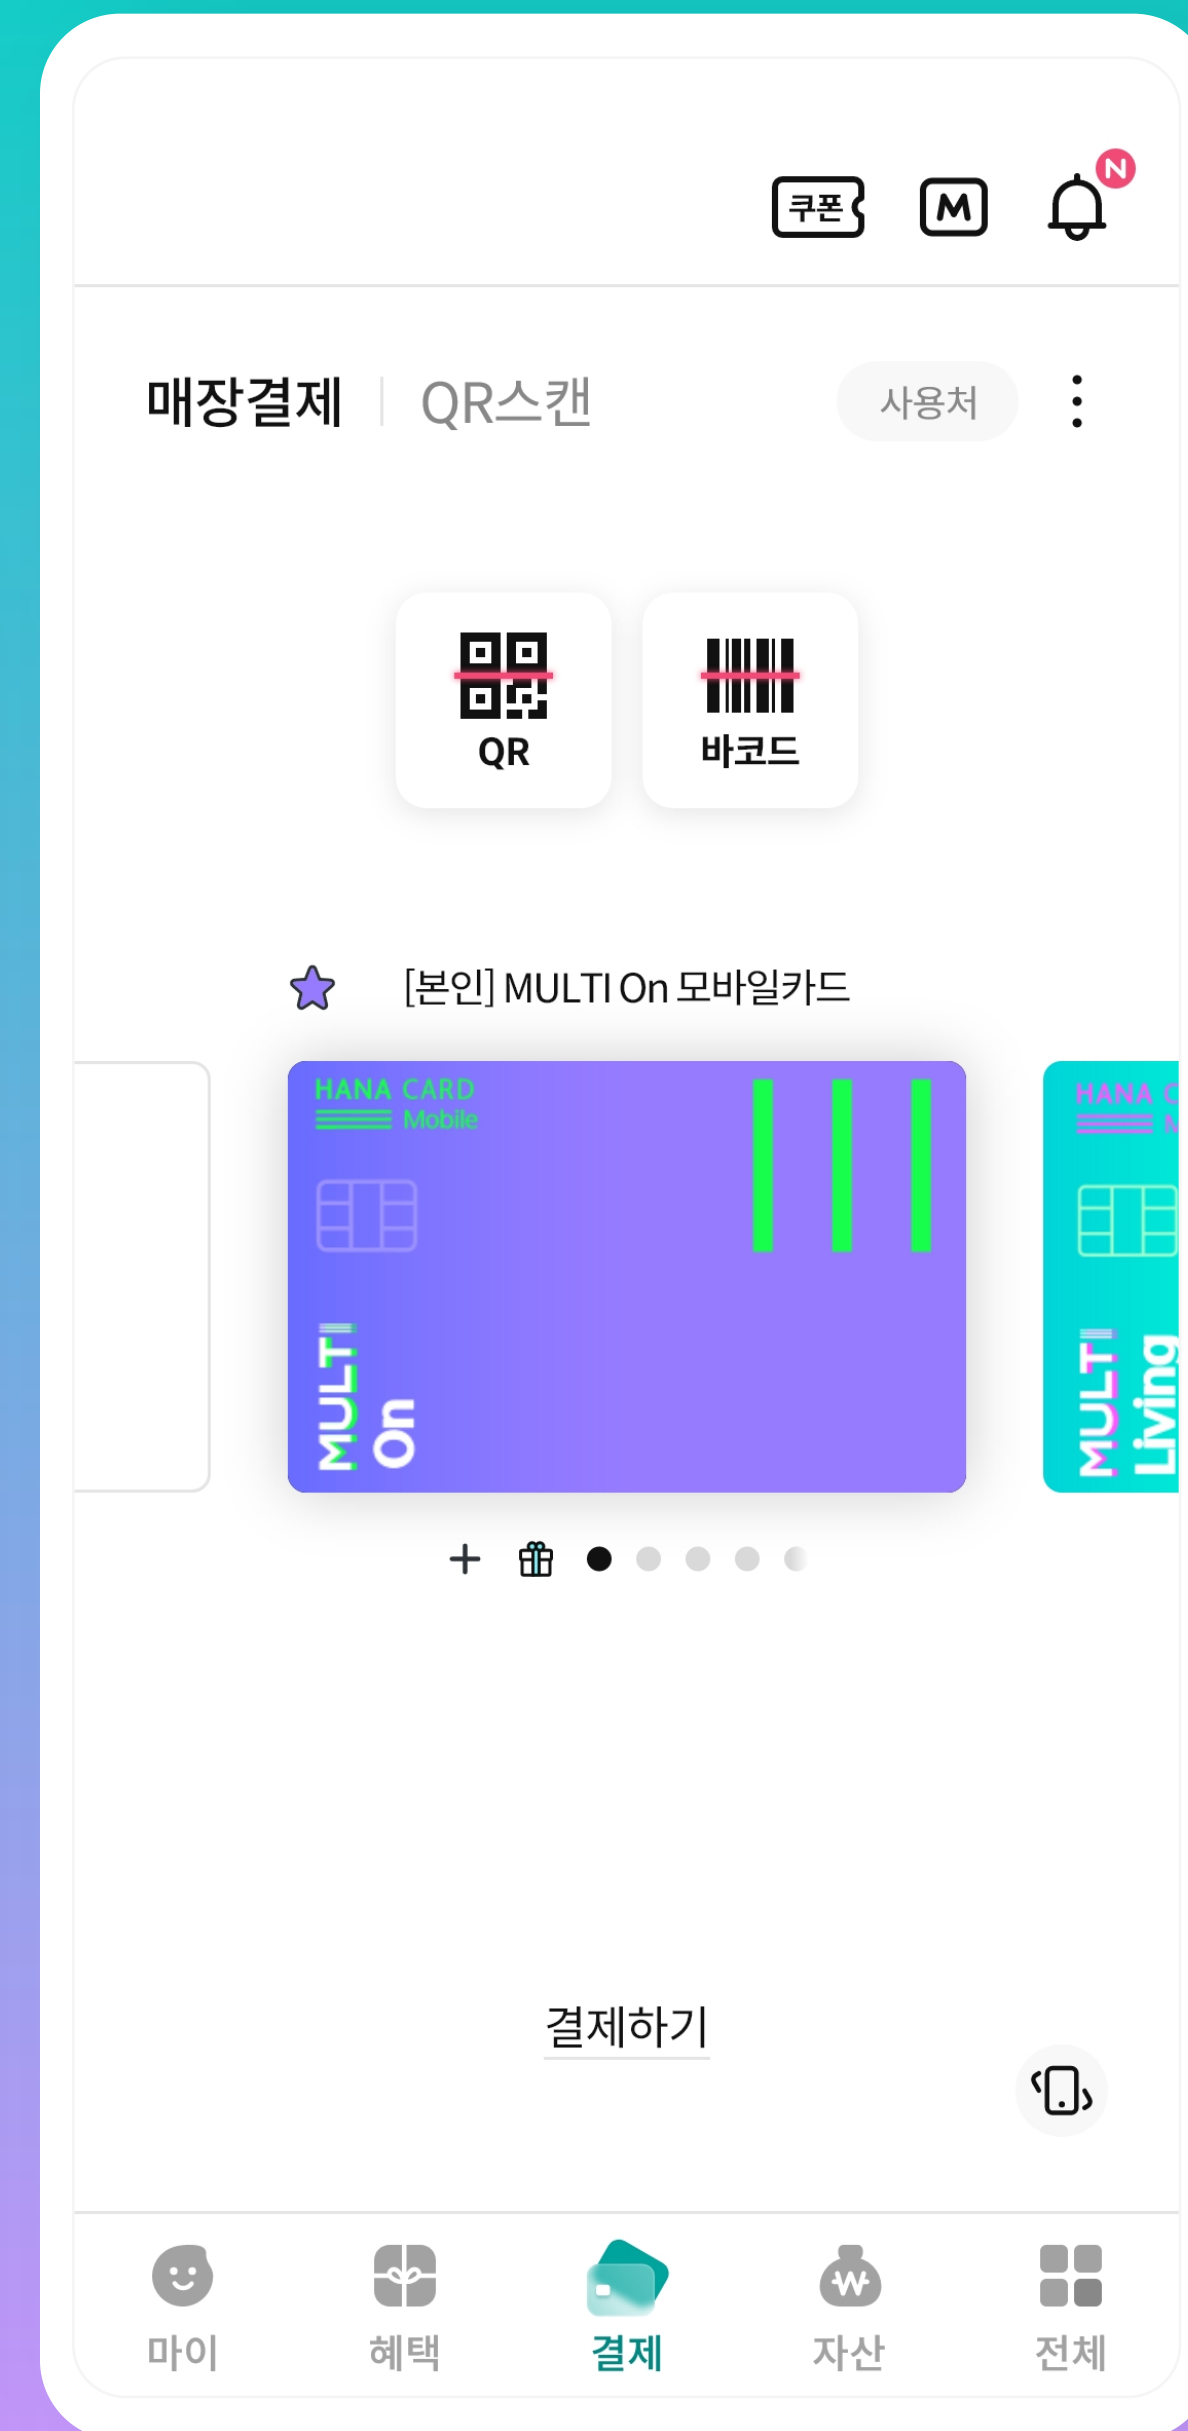 쿠폰 M N
매장결제 QR스캔 사용처
QR 바코드
[본인] MULTI On 모바일카드
HANA CARD
Mobile
MULTI
On
HANA
MULTI
Living
결제하기
마이 혜택 결제 자산 전체